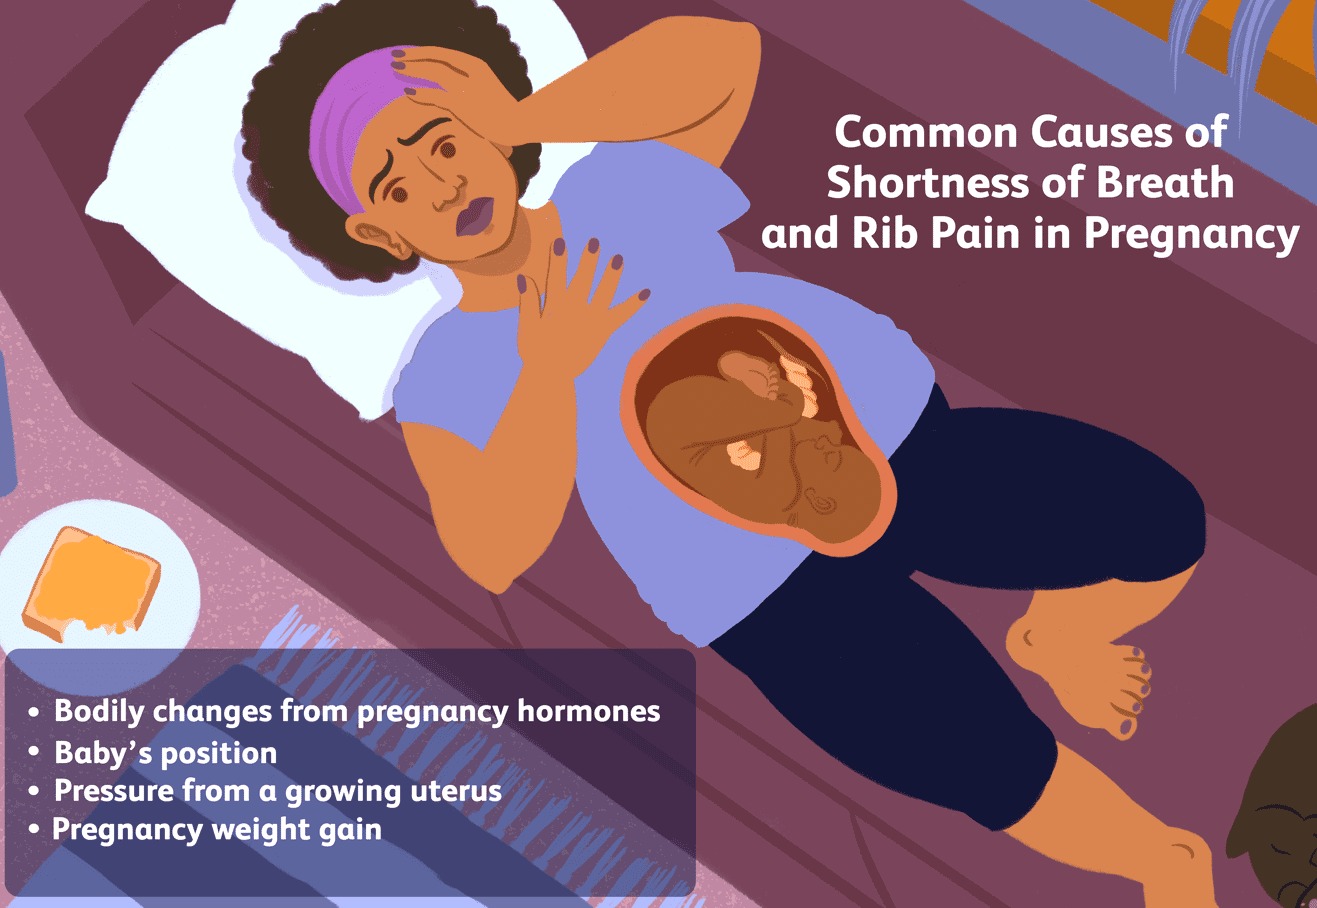 Common Causes of
Shortness of Breath
and Rib Pain in Pregnancy
• Bodily changes from pregnancy hormones
• Baby’s position
• Pressure from a growing uterus
• Pregnancy weight gain